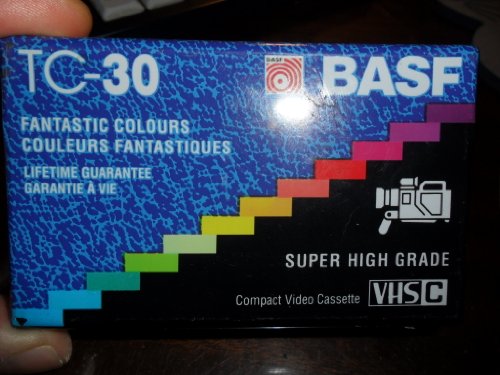 TC-30
BASF
BASF
FANTASTIC COLOURS
COULEURS FANTASTIQUES
LIFETIME GUARANTEE
GARANTIE À VIE
SUPER HIGH GRADE
Compact Video Cassette VHS C